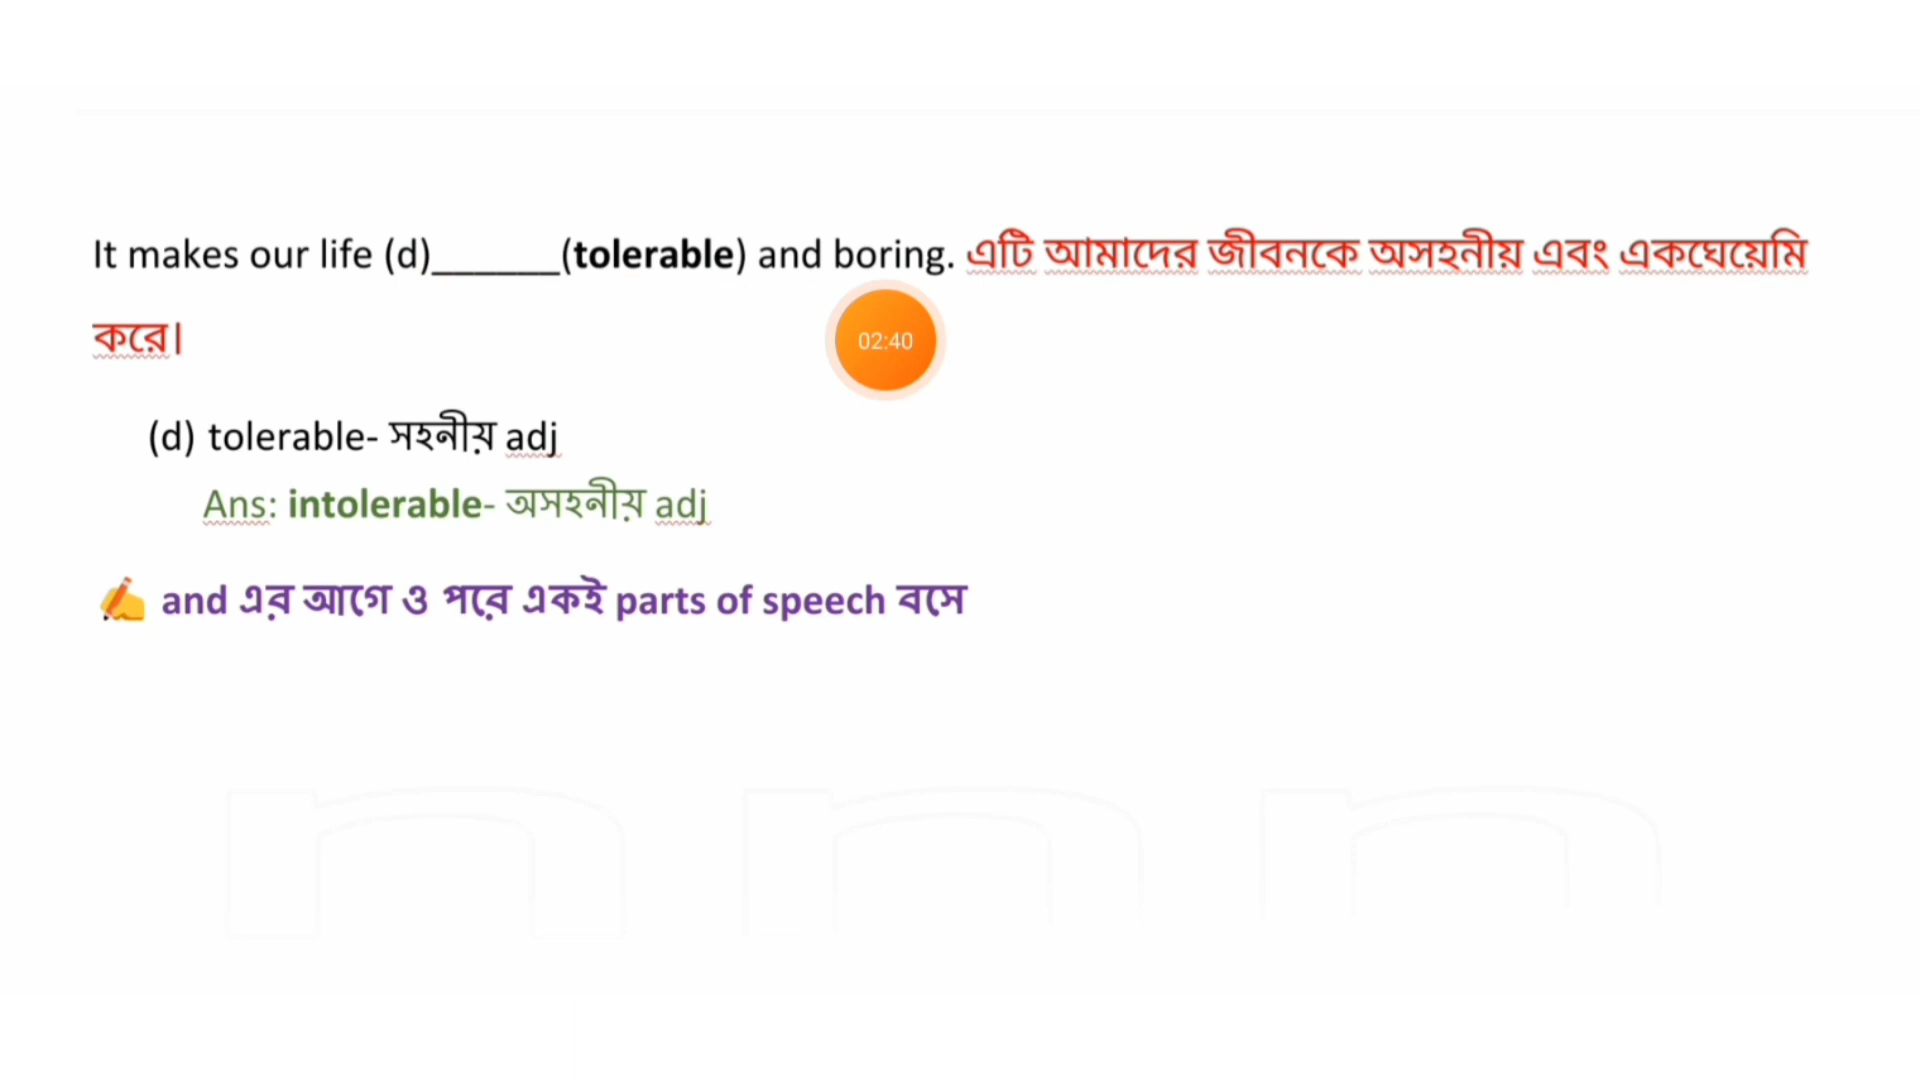 It makes our life (d)______(tolerable) and boring. এটি আমাদের জীবনকে অসহনীয় এবং একঘেয়েমি
করে।
02:40
(d) tolerable- সহনীয় adj
Ans: intolerable- অসহনীয় adj
✍ and এর আগে ও পরে একই parts of speech বসে